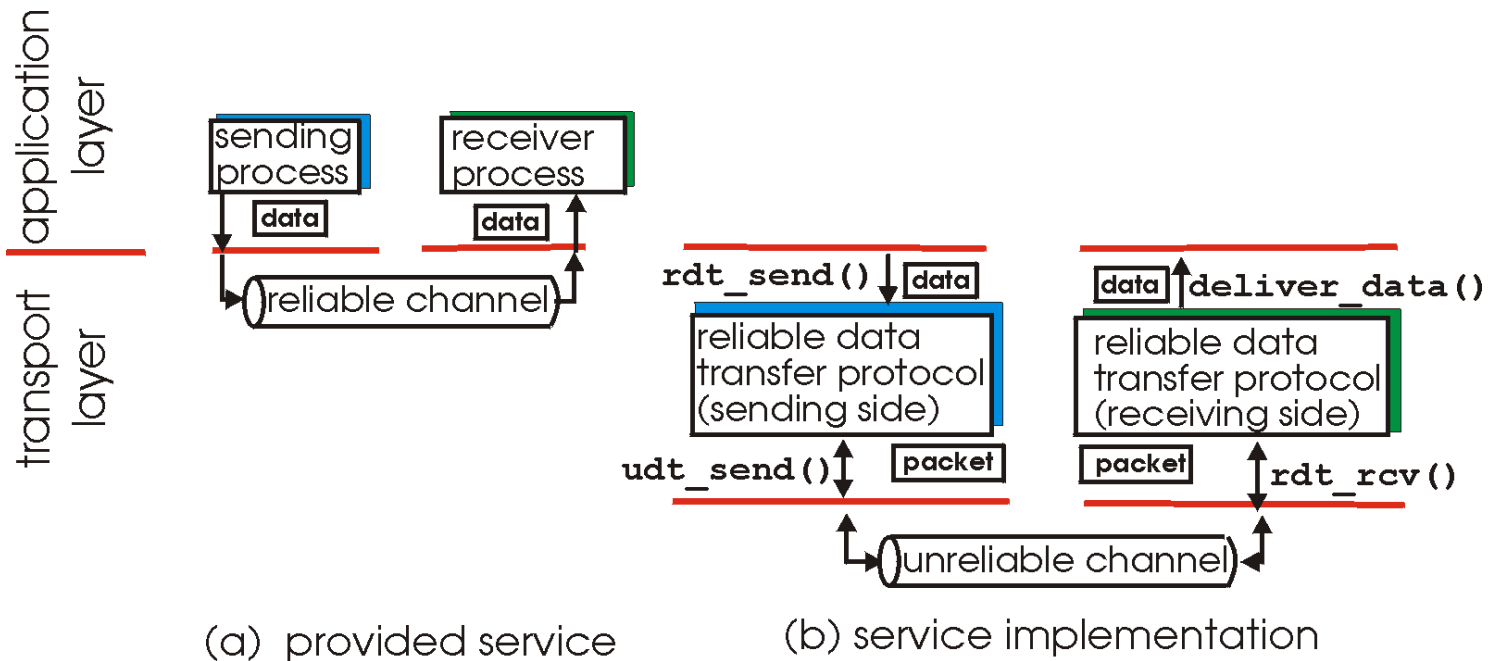 application
layer
transport
layer
sending
process
data
receiver
process
data
reliable channel
(a) provided service
rdt_send()
data
reliable data
transfer protocol
(sending side)
udt_send()
packet
data
deliver_data()
reliable data
transfer protocol
(receiving side)
packet
rdt_rcv()
unreliable channel
(b) service implementation